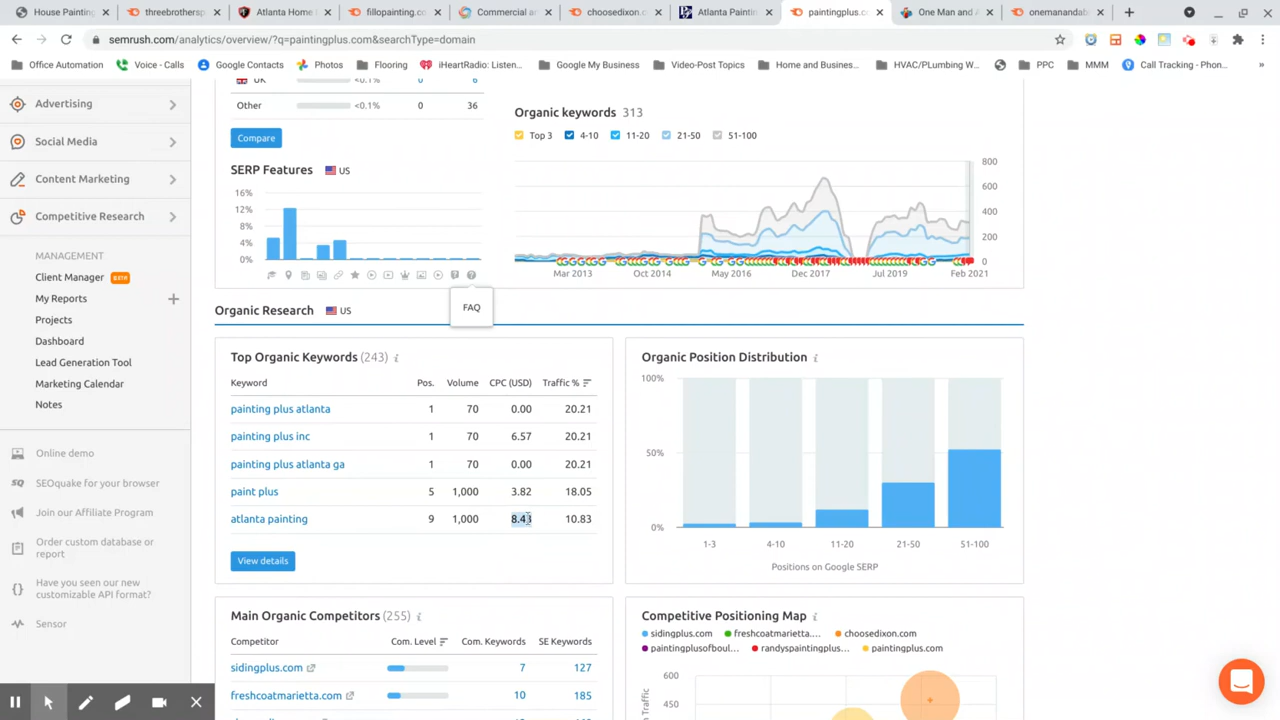 House Painting
threebrothersp
Atlanta Home
fillopainting.c
Commercial ar
choosedixon.c
Atlanta Paintin
paintingplus.c
One Man and A
onemanandab
semrush.com/analytics/overview/?q=paintingplus.com&searchType=domain
Office Automation
Voice - Calls
Google Contacts
Photos
Flooring
iHeartRadio: Listen...
Google My Business
Video-Post Topics
Home and Busines...
HVAC/PLumbing W...
PPC
MMM
Call Tracking - Phon...
»
Advertising
Social Media
Content Marketing
Competitive Research
MANAGEMENT
Client Manager BETA
My Reports
Projects
Dashboard
Lead Generation Tool
Marketing Calendar
Notes
Online demo
SEOquake for your browser
Join our Affiliate Program
Order custom database or
report
Have you seen our new
customizable API format?
Sensor
UK <0.1% 0 6
Other <0.1% 0 36
Compare
SERP Features US
16%
12%
8%
4%
0%
FAQ
Organic keywords 313
Top 3 4-10 11-20 21-50 51-100
800
600
400
200
0
Mar 2013 Oct 2014 May 2016 Dec 2017 Jul 2019 Feb 2021
Organic Research US
Top Organic Keywords (243) i
Keyword Pos. Volume CPC (USD) Traffic %
painting plus atlanta 1 70 0.00 20.21
painting plus inc 1 70 6.57 20.21
painting plus atlanta ga 1 70 0.00 20.21
paint plus 5 1,000 3.82 18.05
atlanta painting 9 1,000 8.43 10.83
View details
Organic Position Distribution i
100%
50%
0%
1-3 4-10 11-20 21-50 51-100
Positions on Google SERP
Main Organic Competitors (255) i
Competitor Com. Level Com. Keywords SE Keywords
sidingplus.com 7 127
freshcoatmarietta.com 10 185
Competitive Positioning Map i
sidingplus.com freshcoatmarietta.... choosedixon.com
paintingplusofboul... randyspaintingplus... paintingplus.com
600
450
Traffic